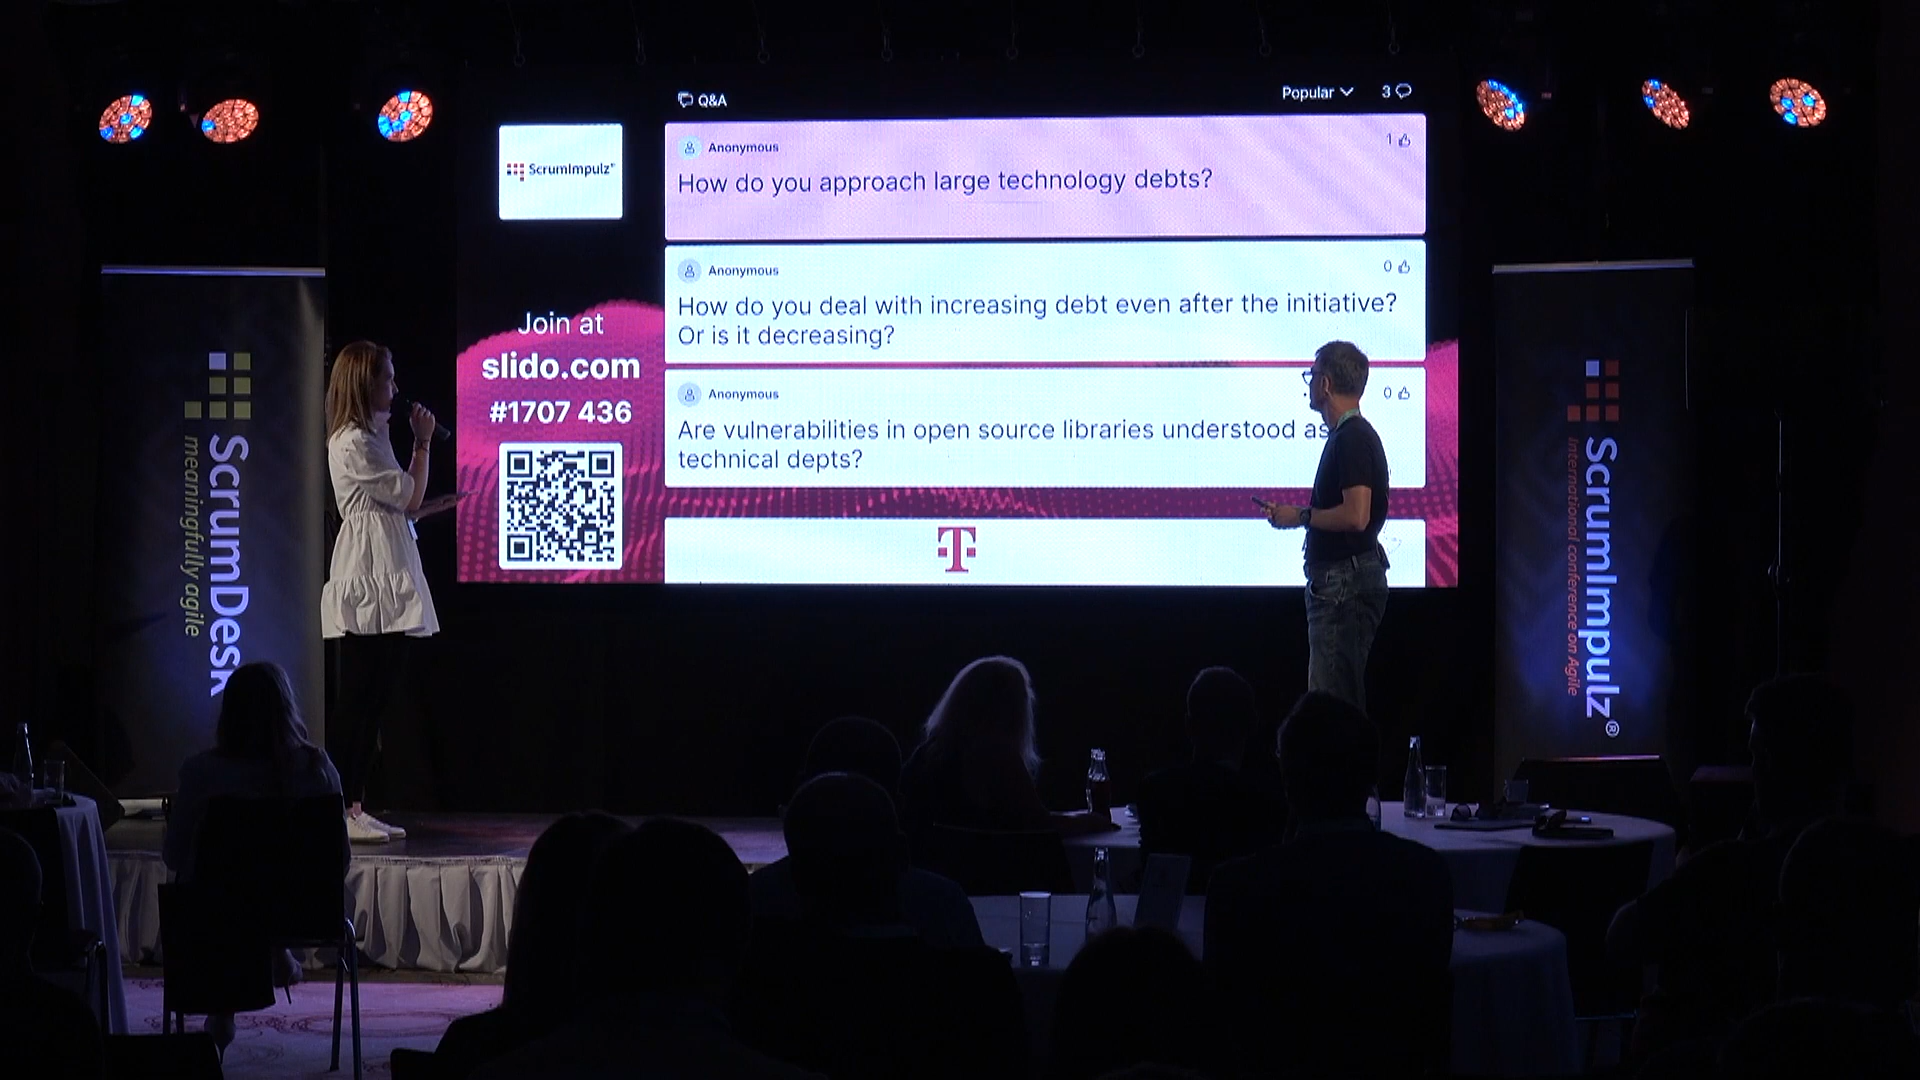 Q&A
Popular
3
ScrumImpulz®
Anonymous
1
How do you approach large technology debts?
Anonymous
0
How do you deal with increasing debt even after the initiative?
Or is it decreasing?
Anonymous
0
Are vulnerabilities in open source libraries understood as
technical depts?
Join at
slido.com
#1707 436
T
ScrumDesk
meaningfully agile
ScrumImpulz®
International conference on Agile